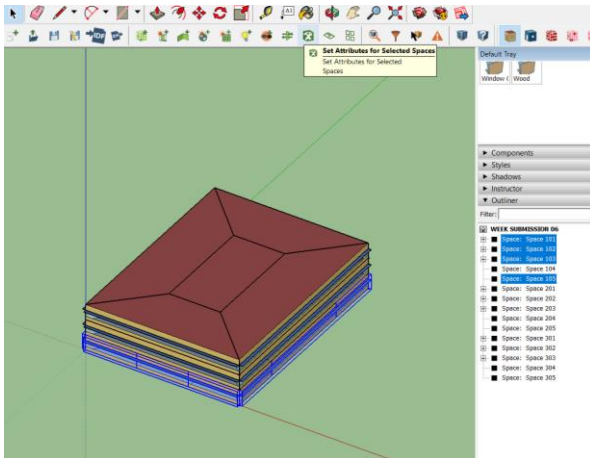 A1
IDF
Set Attributes for Selected Spaces
Set Attributes for Selected
Spaces
Default Tray
Window ( Wood
Components
Styles
Shadows
Instructor
Outliner
Filter:
WEEK SUBMISSION 06
Space: Space 101
Space: Space 102
Space: Space 103
Space: Space 104
Space: Space 105
Space: Space 201
Space: Space 202
Space: Space 203
Space: Space 204
Space: Space 205
Space: Space 301
Space: Space 302
Space: Space 303
Space: Space 304
Space: Space 305